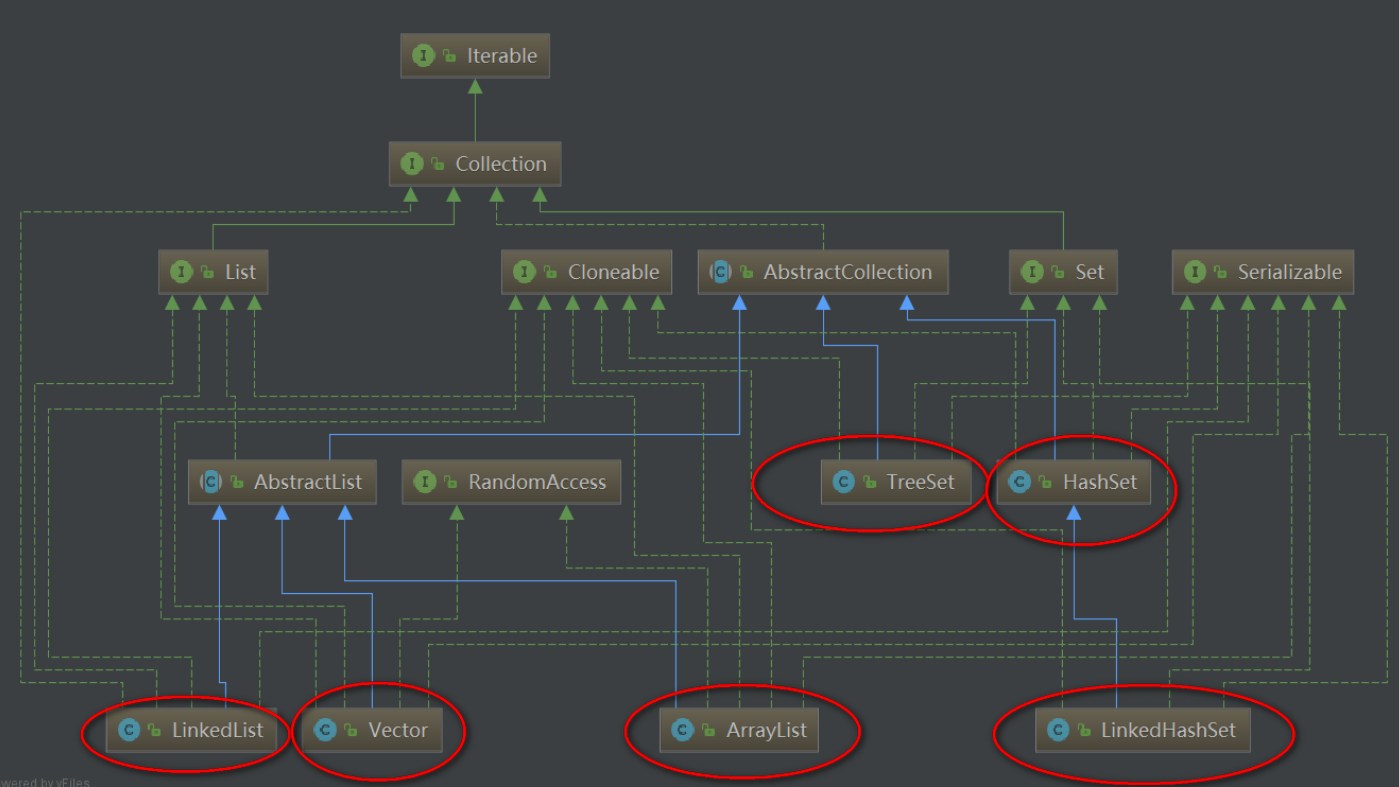 I Iterable
I Collection
I List
I Cloneable
C AbstractCollection
I Set
I Serializable
C AbstractList
I RandomAccess
C TreeSet
C HashSet
C LinkedList
C Vector
C ArrayList
C LinkedHashSet
wered by yFiles